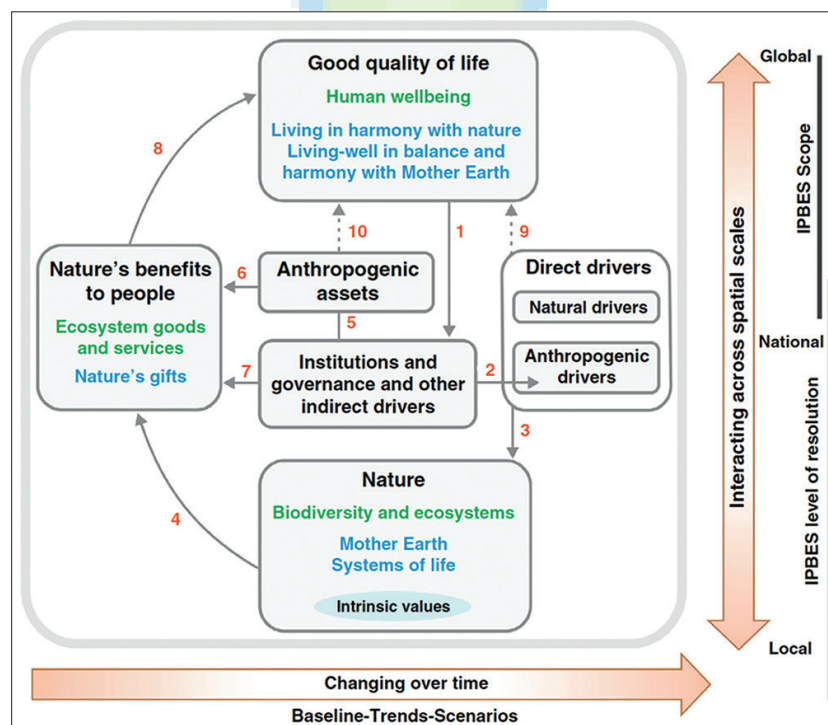 Good quality of life
Human wellbeing
Living in harmony with nature
Living-well in balance and
harmony with Mother Earth
8
10
1
9
Nature's benefits
to people
Ecosystem goods
and services
Nature's gifts
6
Anthropogenic
assets
5
Direct drivers
Natural drivers
Anthropogenic
drivers
7
Institutions and
governance and other
indirect drivers
2
3
4
Nature
Biodiversity and ecosystems
Mother Earth
Systems of life
Intrinsic values
Interacting across spatial scales
Global
National
Local
IPBES Scope
IPBES level of resolution
Changing over time
Baseline-Trends-Scenarios